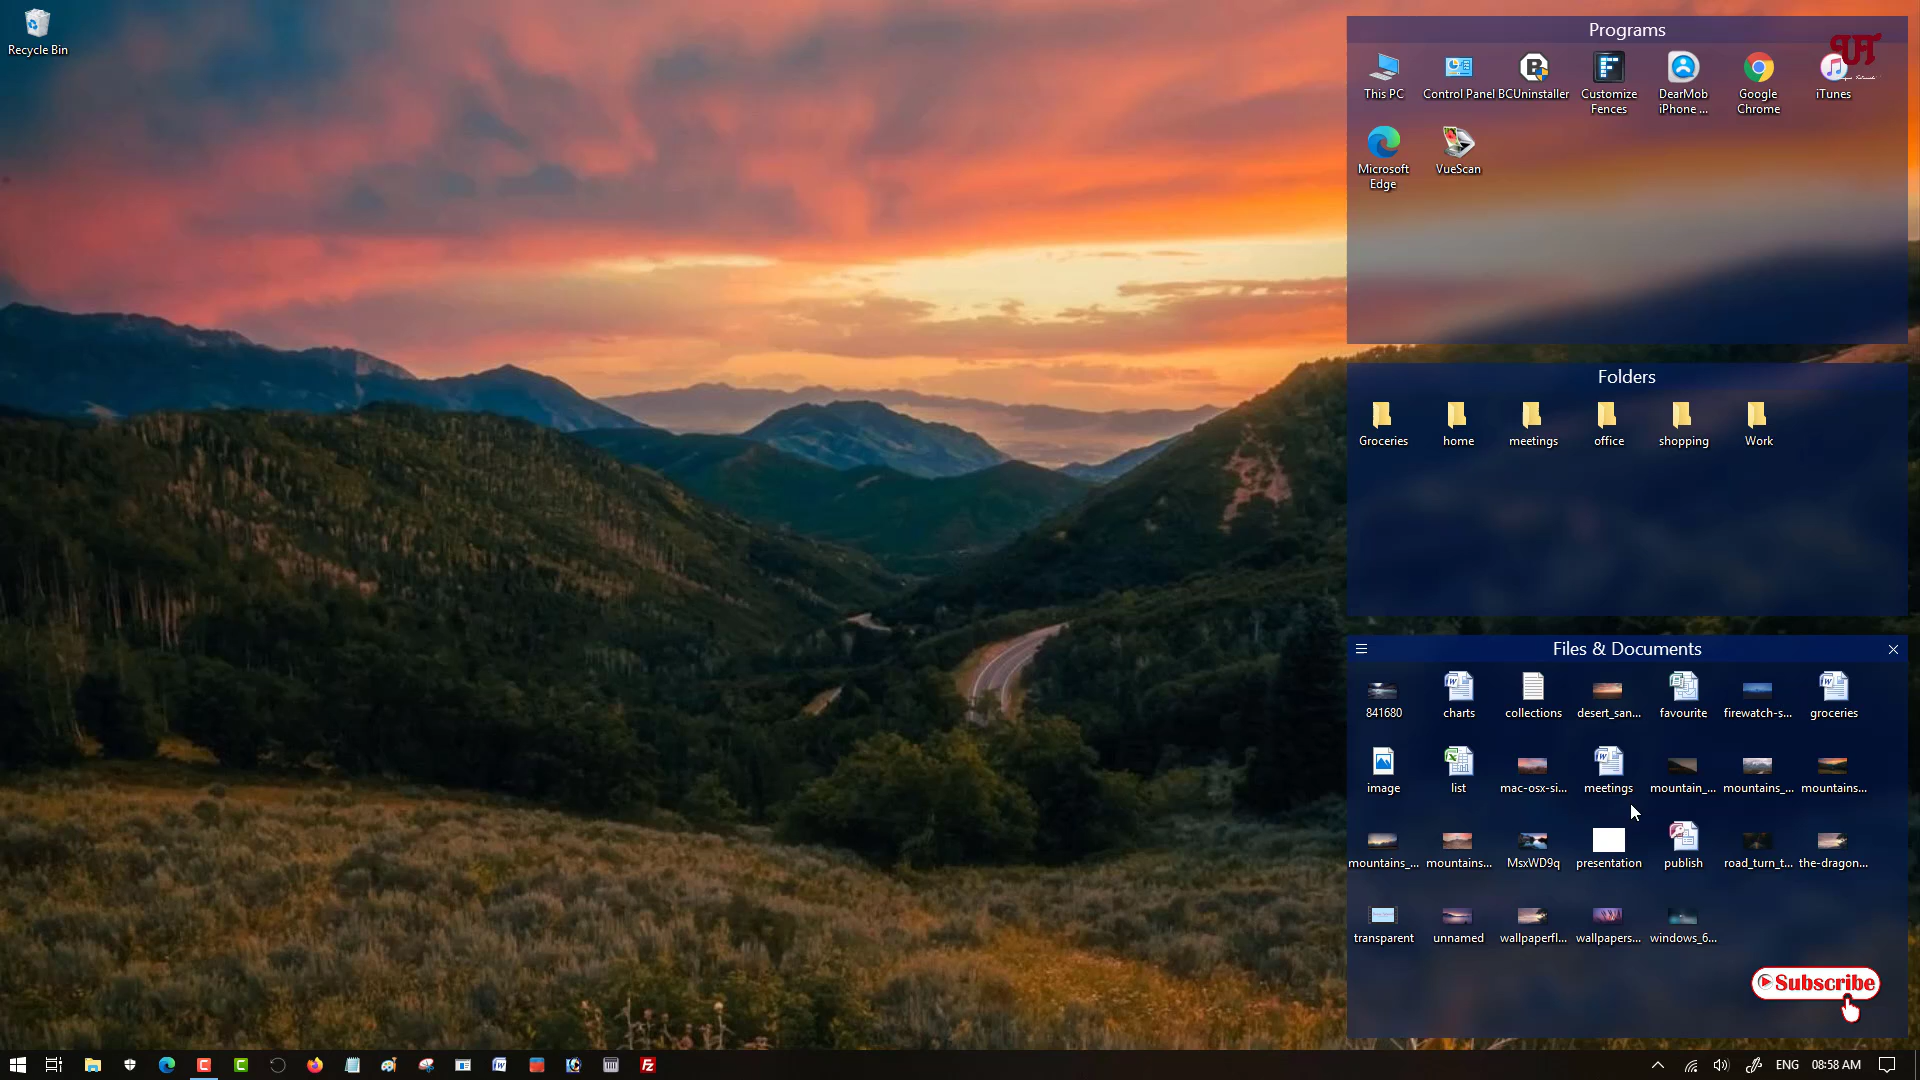 Recycle Bin
Programs
This PC
Control Panel
BCUninstaller
Customize
Fences
DearMob
iPhone ...
Google
Chrome
iTunes
Microsoft
Edge
VueScan
Folders
Groceries
home
meetings
office
shopping
Work
Files & Documents
841680
charts
collections
desert_san...
favourite
firewatch-s...
groceries
image
list
mac-osx-si...
meetings
mountain_...
mountains_...
mountains...
mountains_...
mountains...
MsxWD9q
presentation
publish
road_turn_t...
the-dragon...
transparent
unnamed
wallpaperfl...
wallpapers...
windows_6...
Subscribe
ENG
08:58 AM